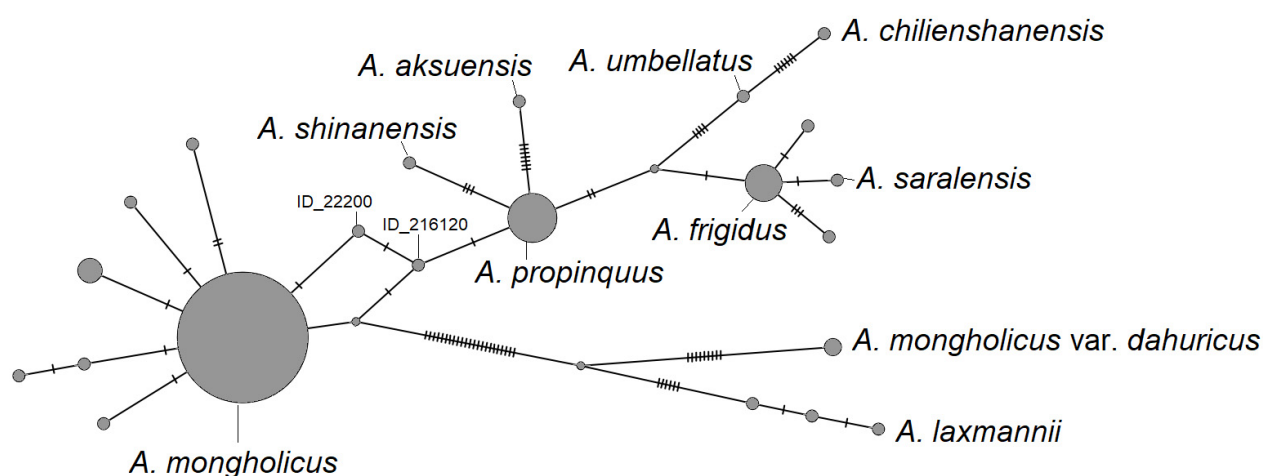 A. chilienshanensis
A. umbellatus
A. aksuensis
A. shinanensis
A. saralensis
ID_22200
ID_216120
A. frigidus
A. propinquus
A. mongholicus var. dahuricus
A. laxmannii
A. mongholicus